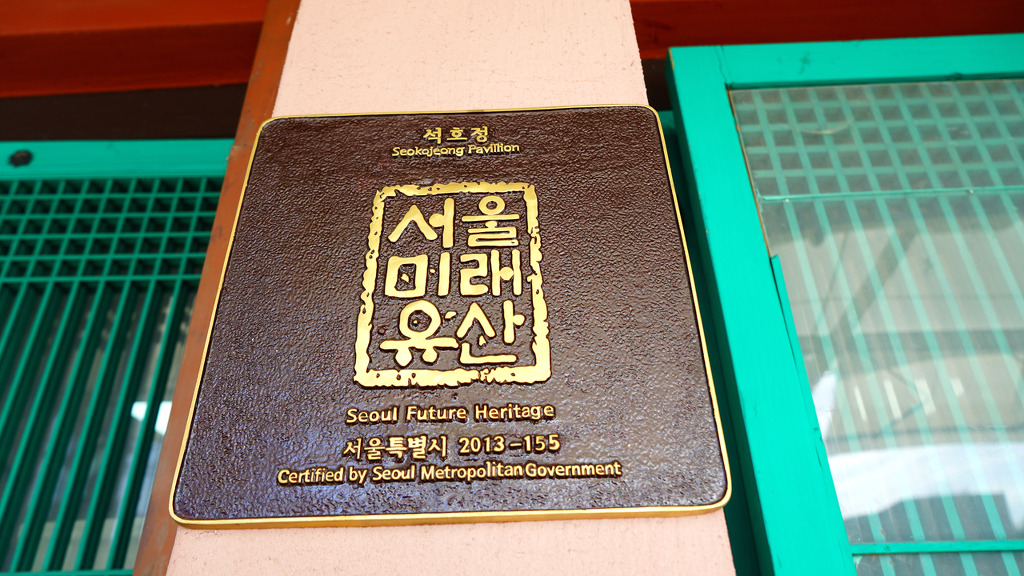 석호정
Seokojeong Pavillion
서울
미래
유산
Seoul Future Heritage
서울특별시 2013-155
Certified by Seoul Metropolitan Government